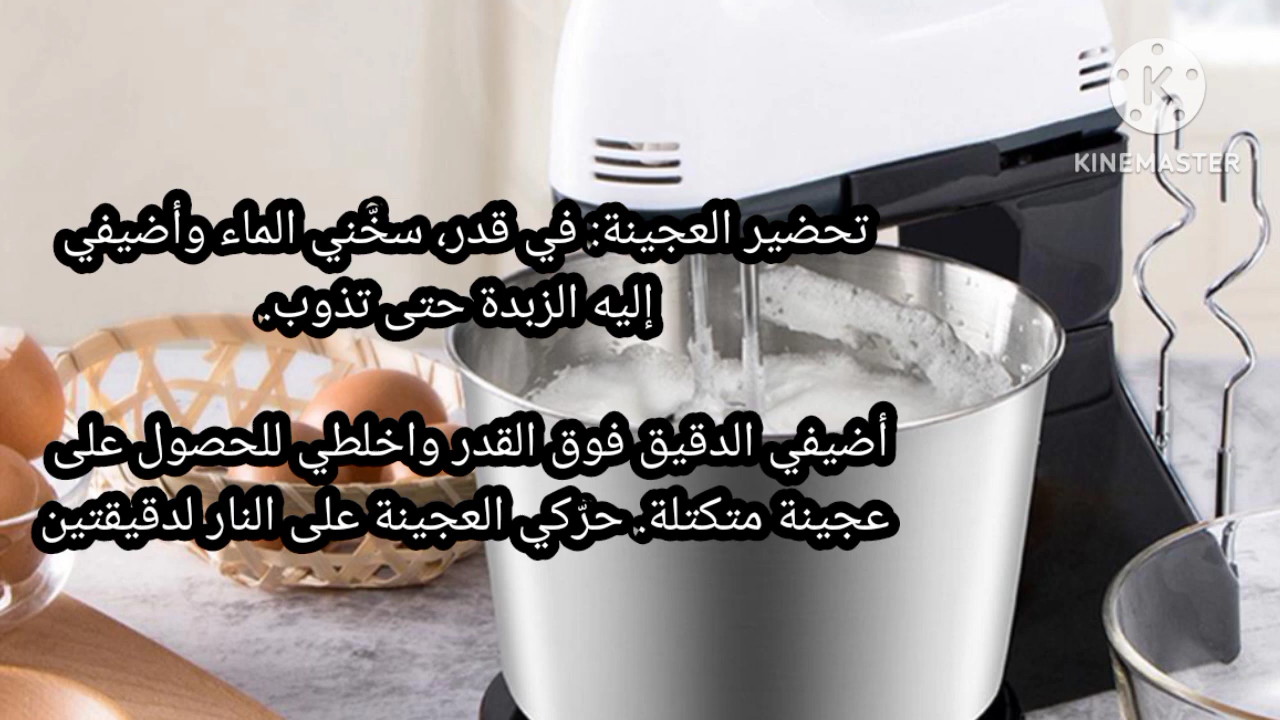 تحضير العجينة: في قدر، سخَّني الماء وأضيفي
إليه الزبدة حتى تذوب.
أضيفي الدقيق فوق القدر واخلطي للحصول على
عجينة متكتلة. حرّكي العجينة على النار لدقيقتين
K
KINEMASTER